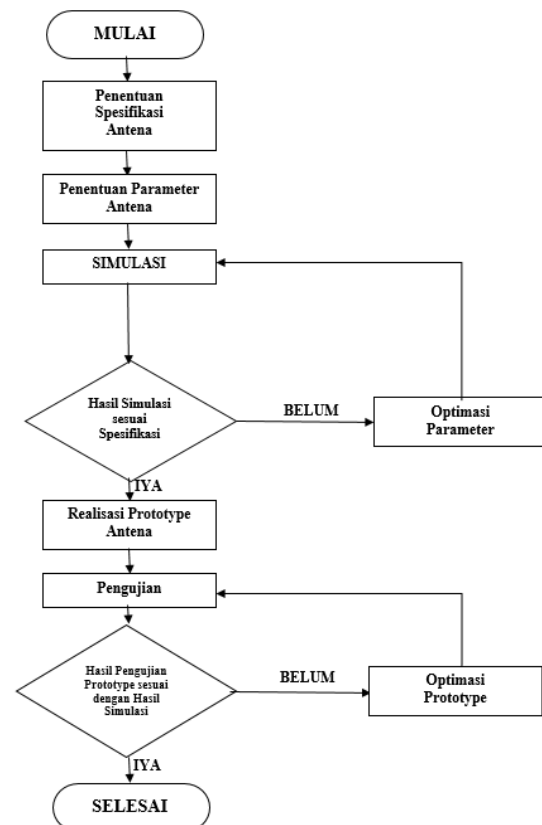 MULAI
Penentuan
Spesifikasi
Antena
Penentuan Parameter
Antena
SIMULASI
Hasil Simulasi
sesuai
Spesifikasi
BELUM
Optimasi
Parameter
IYA
Realisasi Prototype
Antena
Pengujian
Hasil Pengujian
Prototype sesuai
dengan Hasil
Simulasi
BELUM
Optimasi
Prototype
IYA
SELESAI